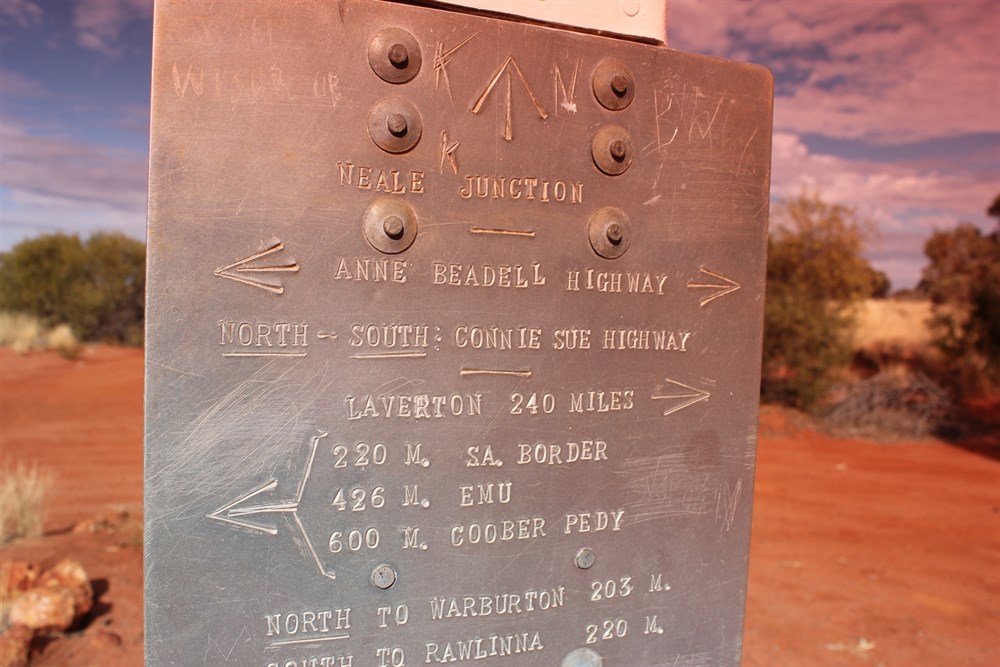 K N
K
NEALE JUNCTION
ANNE BEADELL HIGHWAY
NORTH - SOUTH: CONNIE SUE HIGHWAY
LAVERTON 240 MILES
220 M. SA. BORDER
426 M. EMU
600 M. COOBER PEDY
NORTH TO WARBURTON 203 M.
SOUTH TO RAWLINNA 220 M.